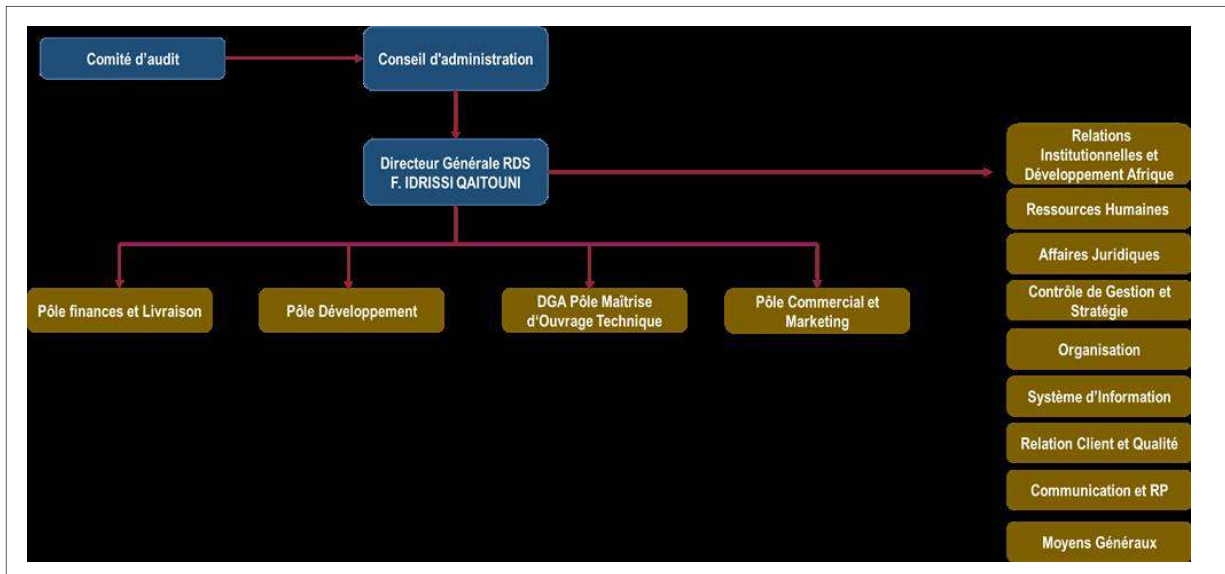 Comité d'audit
Conseil d'administration
Directeur Générale RDS
F. IDRISSI QAITOUNI
Pôle finances et Livraison
Pôle Développement
DGA Pôle Maîtrise
d‘Ouvrage Technique
Pôle Commercial et
Marketing
Relations
Institutionnelles et
Développement Afrique
Ressources Humaines
Affaires Juridiques
Contrôle de Gestion et
Stratégie
Organisation
Système d'Information
Relation Client et Qualité
Communication et RP
Moyens Généraux